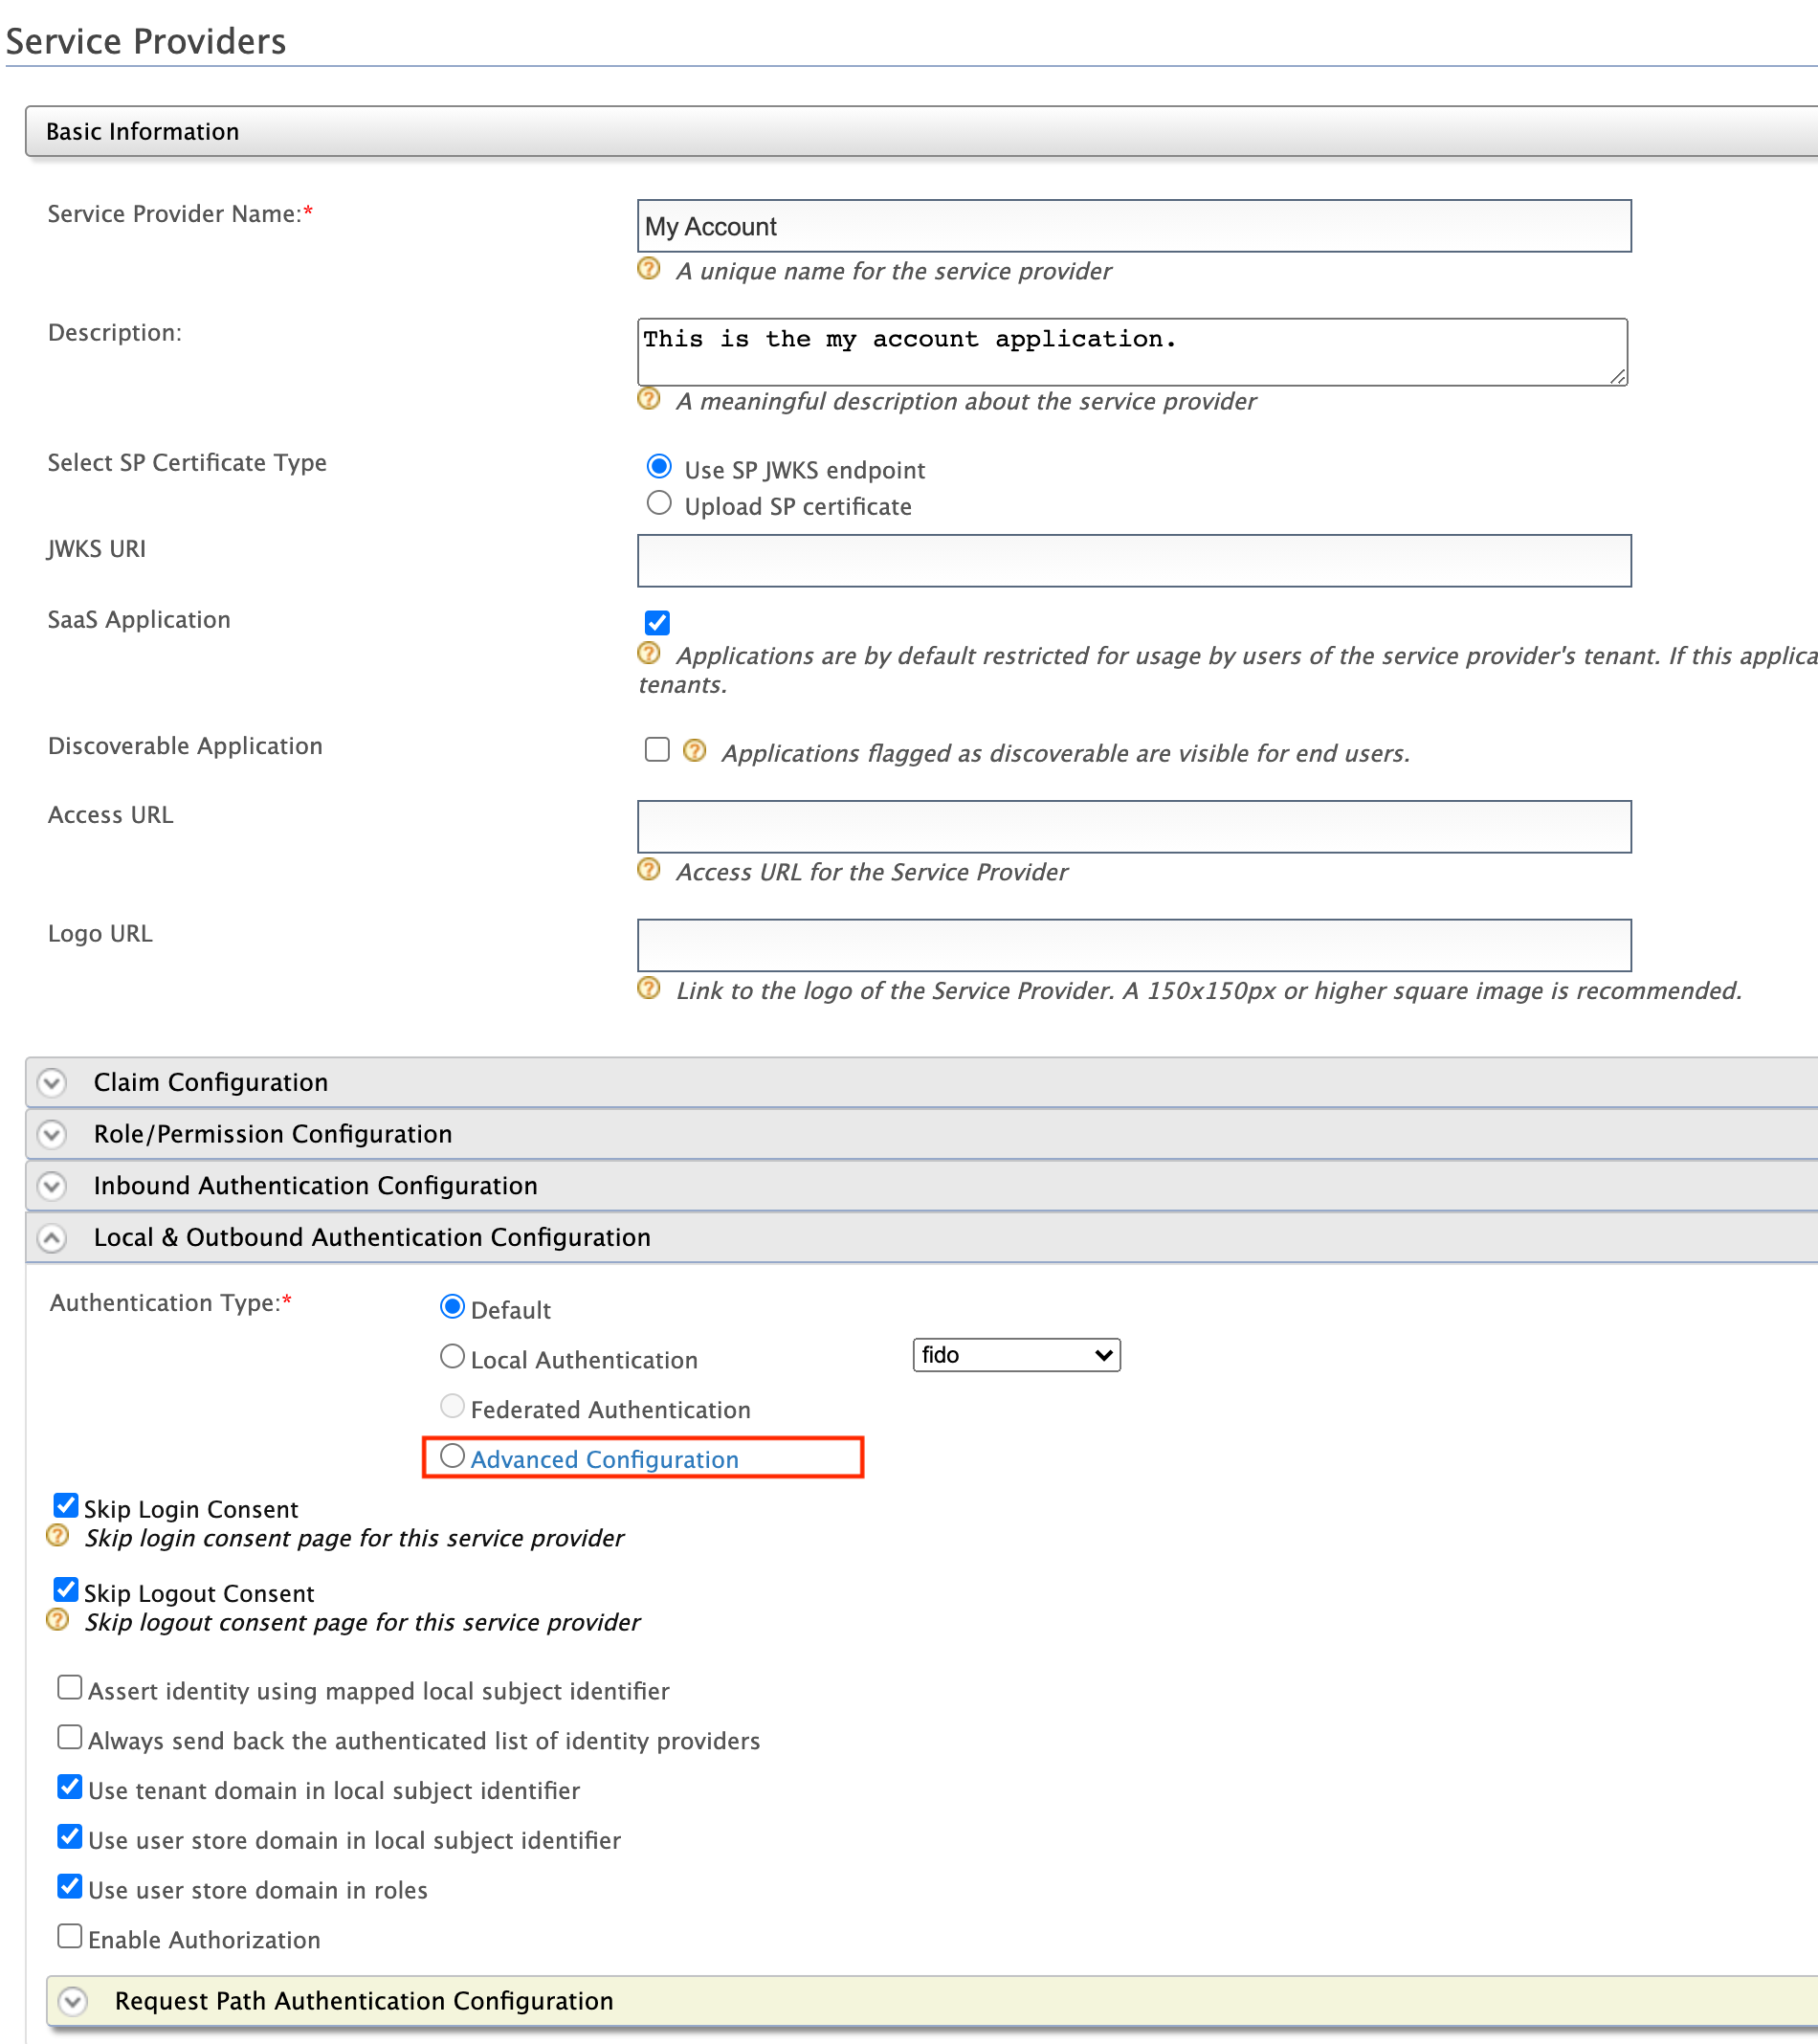 Service Providers
Basic Information
Service Provider Name:*
My Account
A unique name for the service provider
Description:
This is the my account application.
A meaningful description about the service provider
Select SP Certificate Type
Use SP JWKS endpoint
Upload SP certificate
JWKS URI
SaaS Application
Applications are by default restricted for usage by users of the service provider's tenant. If this applica
tenants.
Discoverable Application
Applications flagged as discoverable are visible for end users.
Access URL
Access URL for the Service Provider
Logo URL
Link to the logo of the Service Provider. A 150x150px or higher square image is recommended.
Claim Configuration
Role/Permission Configuration
Inbound Authentication Configuration
Local & Outbound Authentication Configuration
Authentication Type:*
Default
Local Authentication
fido
Federated Authentication
Advanced Configuration
Skip Login Consent
Skip login consent page for this service provider
Skip Logout Consent
Skip logout consent page for this service provider
Assert identity using mapped local subject identifier
Always send back the authenticated list of identity providers
Use tenant domain in local subject identifier
Use user store domain in local subject identifier
Use user store domain in roles
Enable Authorization
Request Path Authentication Configuration